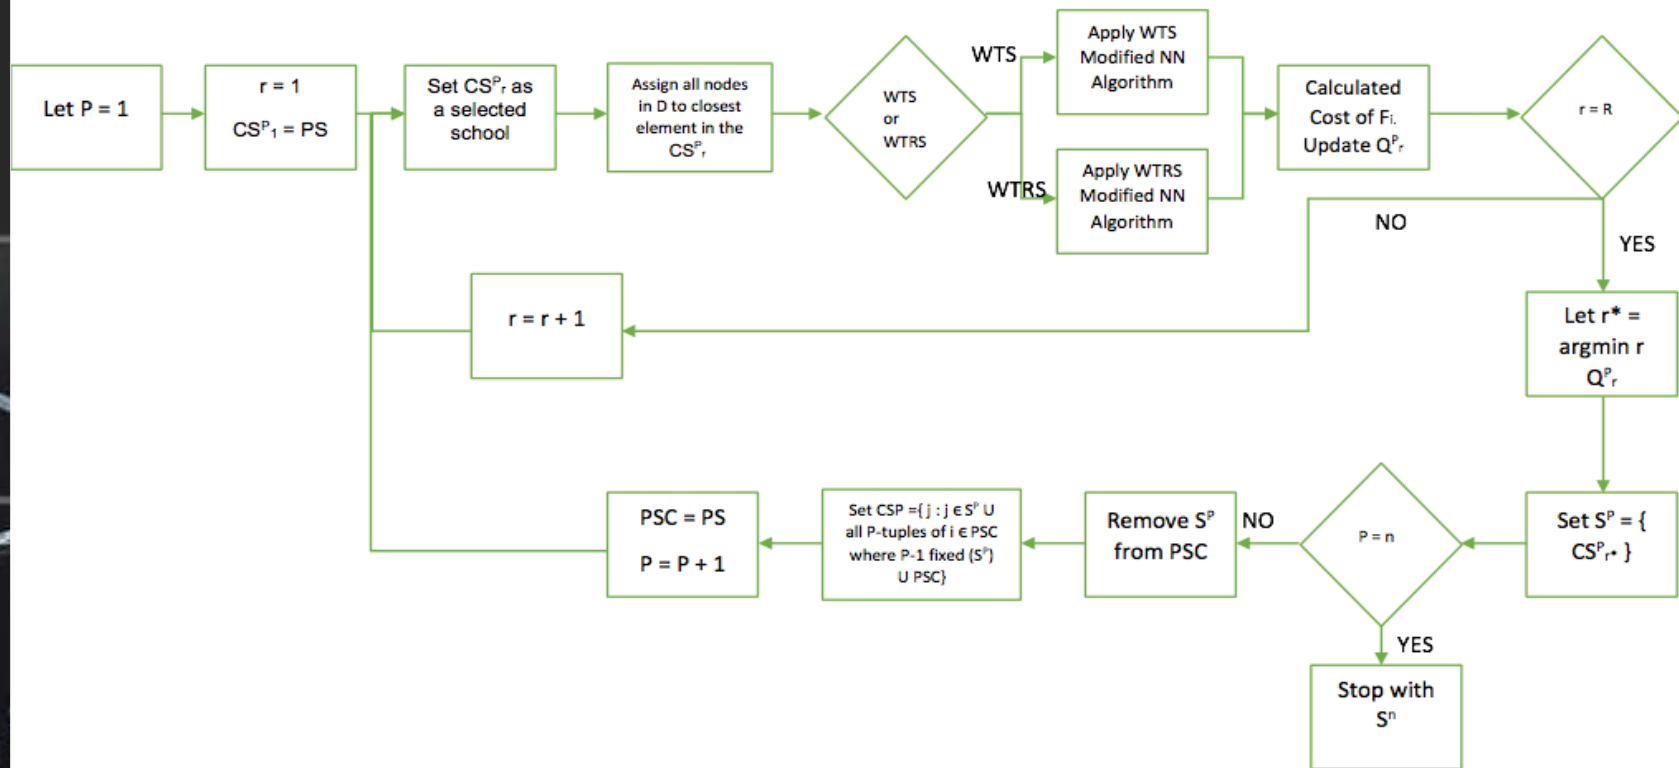 Let P = 1
r = 1
CSᴾ₁ = PS
Set CSᴾᵣ as
a selected
school
Assign all nodes
in D to closest
element in the
CSᴾᵣ
WTS
or
WTRS
WTS
WTRS
Apply WTS
Modified NN
Algorithm
Apply WTRS
Modified NN
Algorithm
Calculated
Cost of Fᵢ.
Update Qᴾᵣ
r = R
NO
YES
r = r + 1
Let r* =
argmin r
Qᴾᵣ
Set Sᴾ = {
CSᴾᵣ* }
P = n
NO
YES
Remove Sᴾ
from PSC
Set CSP ={ j : j ϵ Sᴾ U
all P-tuples of i ϵ PSC
where P-1 fixed (Sᴾ)
U PSC}
PSC = PS
P = P + 1
Stop with
Sⁿ